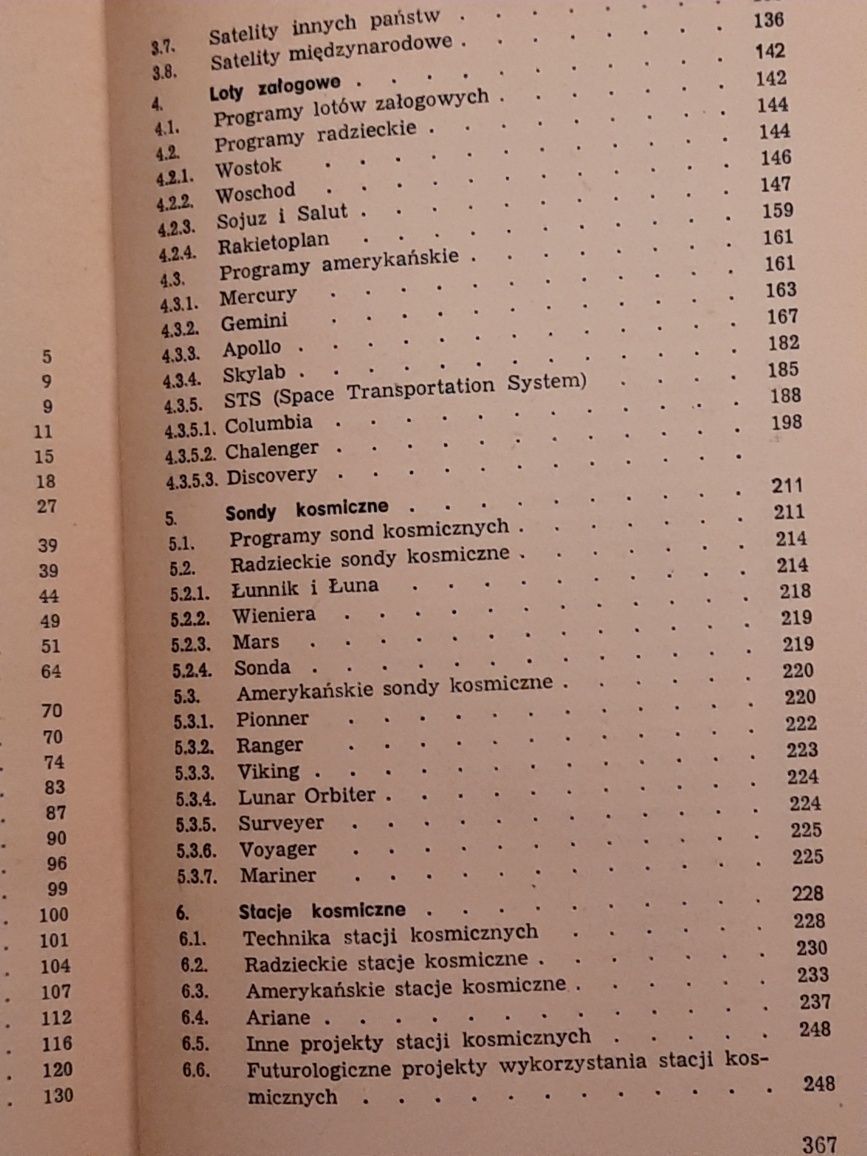 5
9
9
11
15
18
27
39
39
44
49
51
64
70
70
74
83
87
90
96
99
100
101
104
107
112
116
120
130
3.7. Satelity innych państw . . . . . .
3.8. Satelity międzynarodowe . . . . . . 136
4. Loty załogowe . . . . . . . . 142
4.1. Programy lotów załogowych . . . . . . 142
4.2. Programy radzieckie . . . . . . . 144
4.2.1. Wostok . . . . . . . . . 144
4.2.2. Woschod . . . . . . . . . 146
4.2.3. Sojuz i Salut . . . . . . . . 147
4.2.4. Rakietoplan . . . . . . . . 159
4.3. Programy amerykańskie . . . . . . 161
4.3.1. Mercury . . . . . . . . . 161
4.3.2. Gemini . . . . . . . . . 163
4.3.3. Apollo . . . . . . . . . 167
4.3.4. Skylab . . . . . . . . . 182
4.3.5. STS (Space Transportation System) . . . . 185
4.3.5.1. Columbia . . . . . . . . . 188
4.3.5.2. Chalenger . . . . . . . . . 198
4.3.5.3. Discovery . . . . . . . . .
5. Sondy kosmiczne . . . . . . . 211
5.1. Programy sond kosmicznych . . . . . . 211
5.2. Radzieckie sondy kosmiczne . . . . . . 214
5.2.1. Łunnik i Łuna . . . . . . . 214
5.2.2. Wieniera . . . . . . . . . 218
5.2.3. Mars . . . . . . . . . 219
5.2.4. Sonda . . . . . . . . . 219
5.3. Amerykańskie sondy kosmiczne . . . . . 220
5.3.1. Pionner . . . . . . . . . 220
5.3.2. Ranger . . . . . . . . . 222
5.3.3. Viking . . . . . . . . . 223
5.3.4. Lunar Orbiter . . . . . . . . 224
5.3.5. Surveyer . . . . . . . . . 224
5.3.6. Voyager . . . . . . . . . 225
5.3.7. Mariner . . . . . . . . . 225
6. Stacje kosmiczne . . . . . . . 228
6.1. Technika stacji kosmicznych . . . . . 228
6.2. Radzieckie stacje kosmiczne . . . . . . 230
6.3. Amerykańskie stacje kosmiczne . . . . . 233
6.4. Ariane . . . . . . . . . 237
6.5. Inne projekty stacji kosmicznych . . . . . 248
6.6. Futurologiczne projekty wykorzystania stacji kos-
micznych . . . . . . . . . 248
367